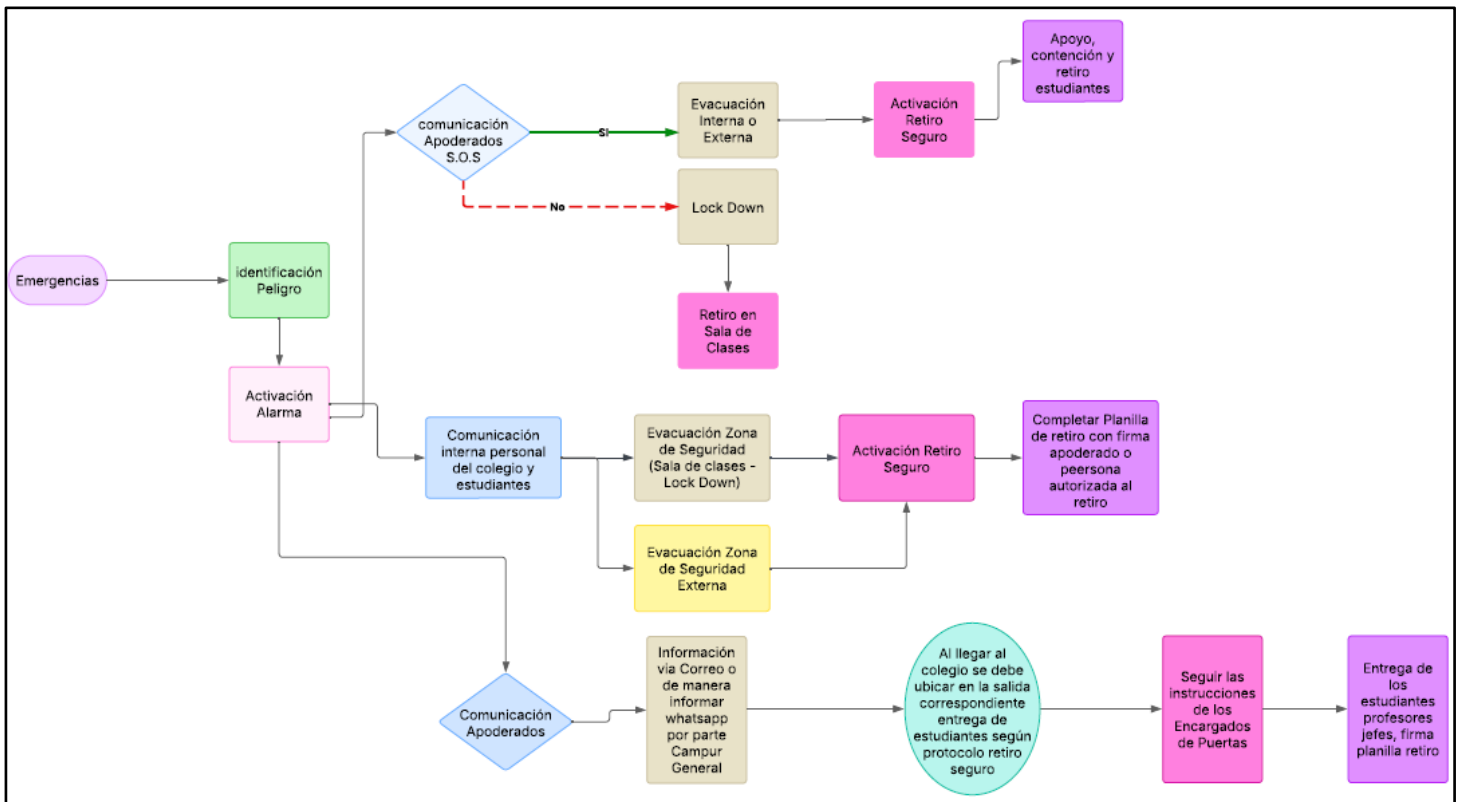 Apoyo,
contención y
retiro
estudiantes
comunicación
Apoderados
S.O.S
SI
Evacuación
Interna o
Externa
Activación
Retiro
Seguro
No
Lock Down
Emergencias
identificación
Peligro
Retiro en
Sala de
Clases
Activación
Alarma
Comunicación
interna personal
del colegio y
estudiantes
Evacuación Zona
de Seguridad
(Sala de clases -
Lock Down)
Activación Retiro
Seguro
Completar Planilla
de retiro con firma
apoderado o
peersona
autorizada al
retiro
Evacuación Zona
de Seguridad
Externa
Comunicación
Apoderados
Información
via Correo o
de manera
informar
whatsapp
por parte
Campur
General
Al llegar al
colegio se debe
ubicar en la salida
correspondiente
entrega de
estudiantes según
protocolo retiro
seguro
Seguir las
instrucciones
de los
Encargados
de Puertas
Entrega de
los
estudiantes
profesores
jefes, firma
planilla retiro